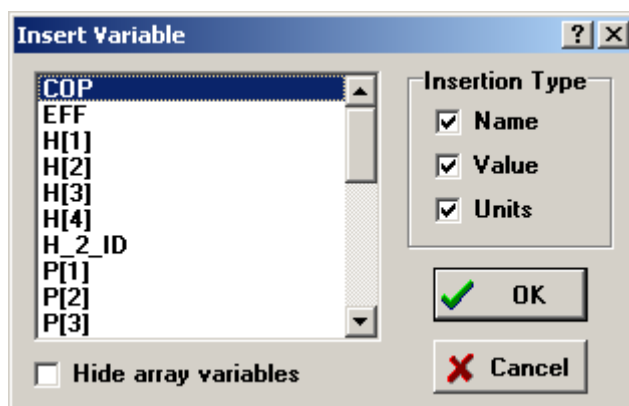 Insert Variable
COP
EFF
H[1]
H[2]
H[3]
H[4]
H_2_ID
P[1]
P[2]
P[3]
Hide array variables
Insertion Type
Name
Value
Units
OK
Cancel